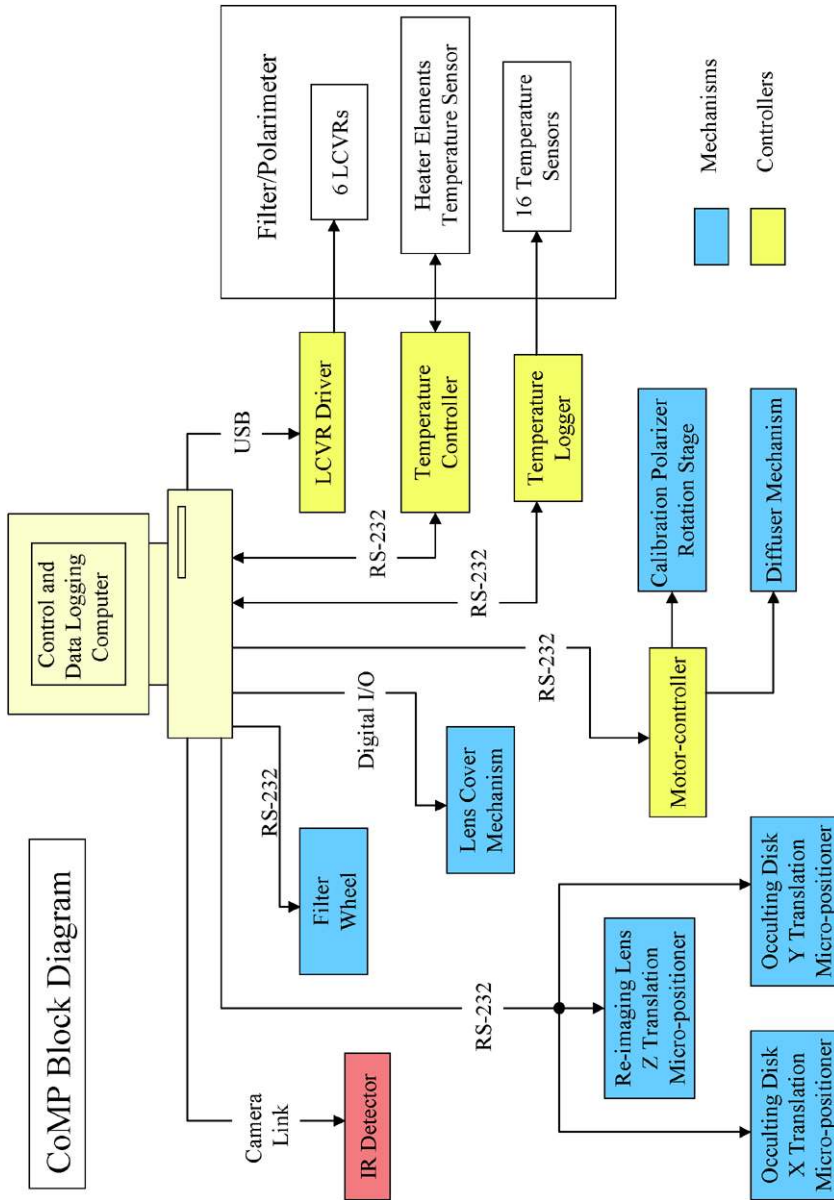 CoMP Block Diagram
Control and
Data Logging
Computer
Camera
Link
IR Detector
RS-232
Filter
Wheel
Digital I/O
Lens Cover
Mechanism
RS-232
Re-imaging Lens
Z Translation
Micro-positioner
Occulting Disk
X Translation
Micro-positioner
Occulting Disk
Y Translation
Micro-positioner
RS-232
Motor-controller
Calibration Polarizer
Rotation Stage
Diffuser Mechanism
RS-232
Temperature
Logger
RS-232
Temperature
Controller
USB
LCVR Driver
Filter/Polarimeter
6 LCVRs
Heater Elements
Temperature Sensor
16 Temperature
Sensors
Mechanisms
Controllers